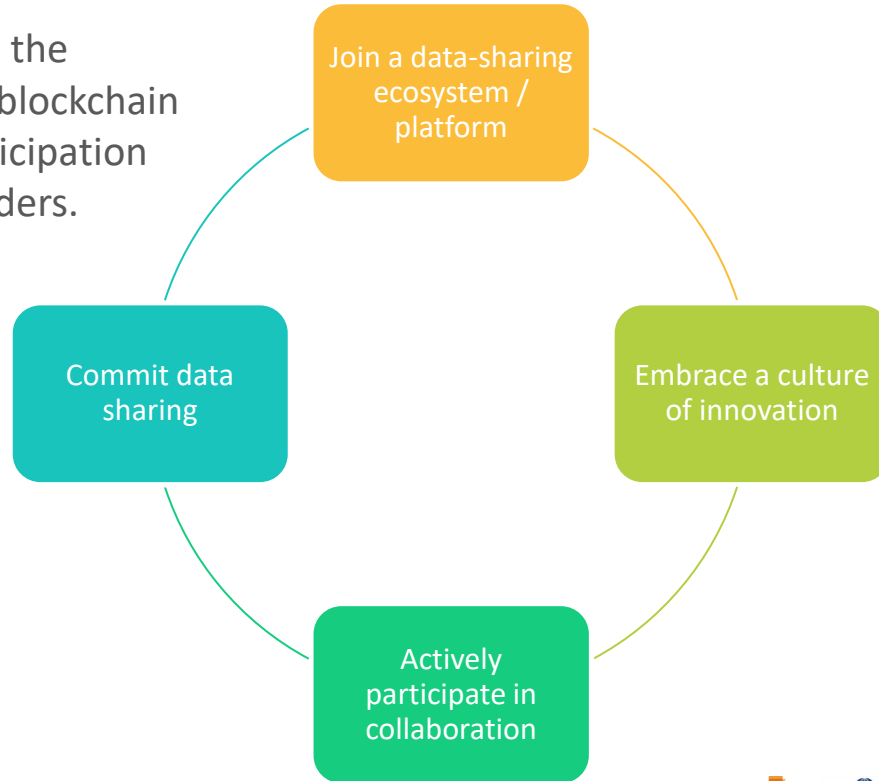 the
blockchain
icipation
ders.
Join a data-sharing
ecosystem /
platform
Embrace a culture
of innovation
Actively
participate in
collaboration
Commit data
sharing